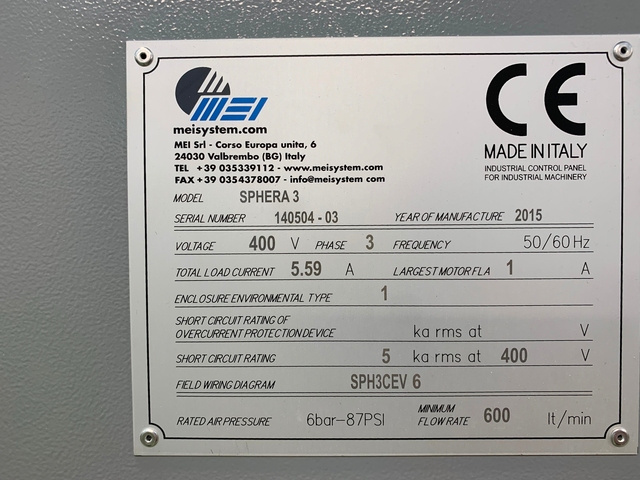 MEI
meisystem.com
MEI Srl - Corso Europa unita, 6
24030 Valbrembo (BG) Italy
TEL +39 035339112 - www.meisystem.com
FAX +39 0354378007 - info@meisystem com
CE
MADE IN ITALY
INDUSTRIAL CONTROL PANEL
FOR INDUSTRIAL MACHINERY
MODEL SPHERA 3
SERIAL NUMBER 140504 - 03 YEAR OF MANUFACTURE 2015
VOLTAGE 400 V PHASE 3 FREQUENCY 50/60 Hz
TOTAL LOAD CURRENT 5.59 A LARGEST MOTOR FLA 1 A
ENCLOSURE ENVIRONMENTAL TYPE 1
SHORT CIRCUIT RATING OF
OVERCURRENT PROTECTION DEVICE ka rms at V
SHORT CIRCUIT RATING 5 ka rms at 400 V
FIELD WIRING DIAGRAM SPH3CEV 6
RATED AIR PRESSURE 6bar-87PSI MINIMUM FLOW RATE 600 lt/min